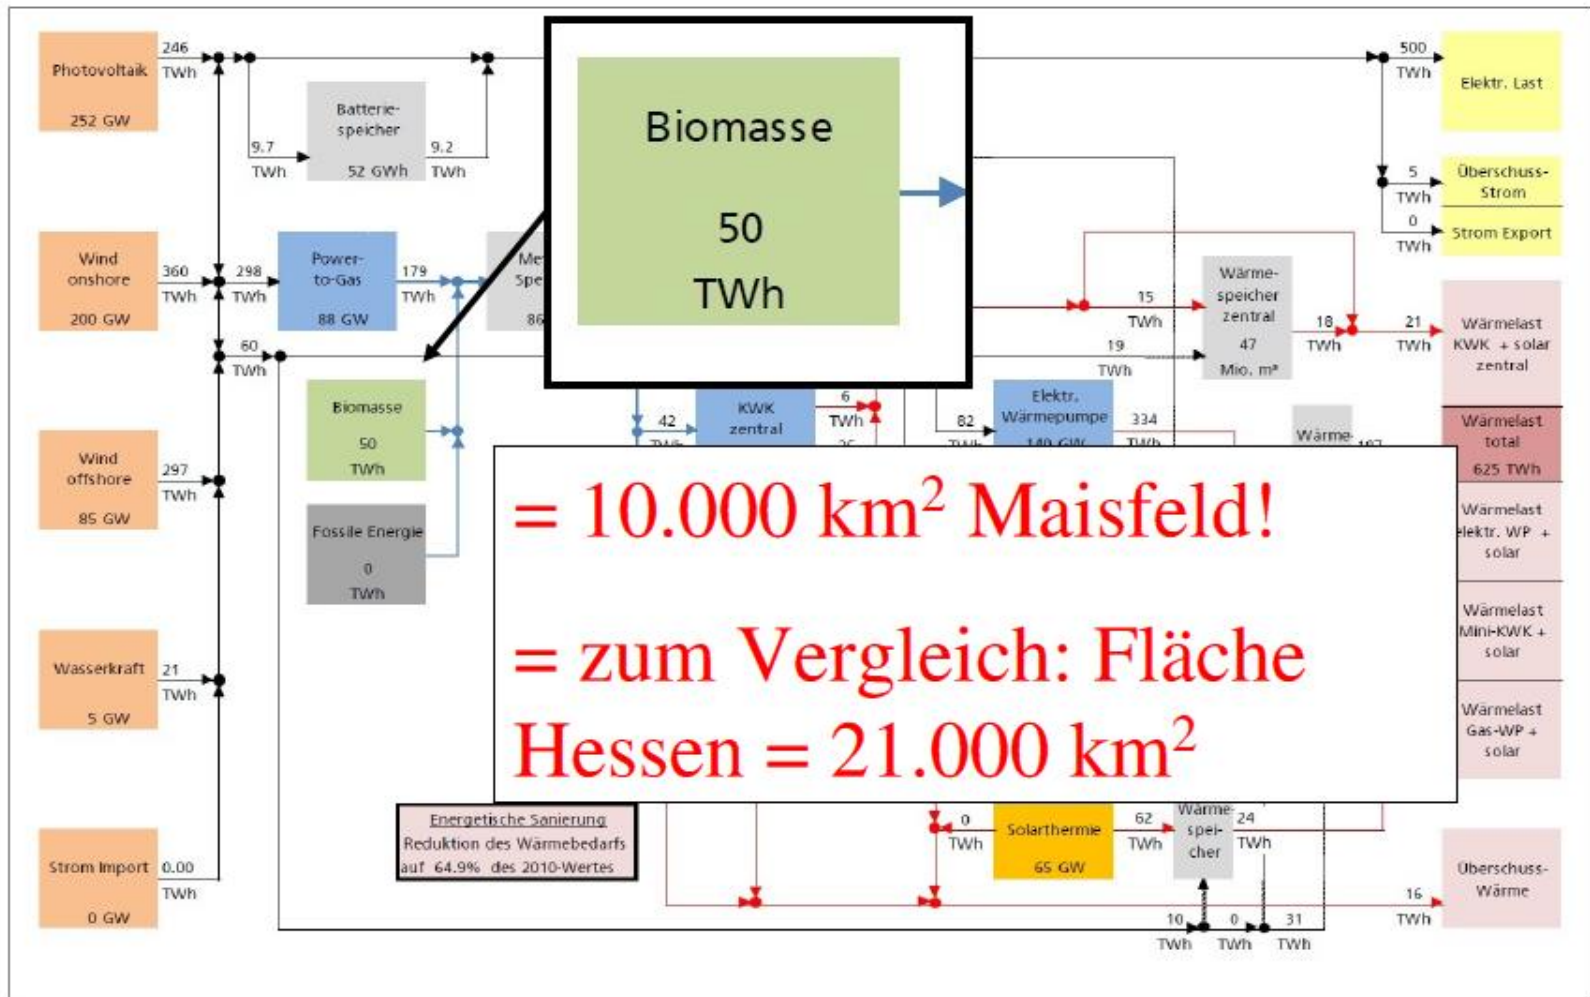 Photovoltaik
252 GW
246
TWh
Batterie-
speicher
52 GWh
9.7
TWh
9.2
TWh
Biomasse
50
TWh
500
TWh
Elektr. Last
5
TWh
Überschuss-
Strom
0
TWh
Strom Export
Wind
onshore
200 GW
360
TWh
298
TWh
Power-
to-Gas
88 GW
179
TWh
60
TWh
15
TWh
Wärme-
speicher
zentral
47
Mio. m³
18
TWh
21
TWh
19
TWh
Wärmelast
KWK + solar
zentral
Biomasse
50
TWh
42
KWK
zentral
6
TWh
82
Elektr.
Wärmepumpe
140 GW
334
TWh
Wärme-
Wärmelast
total
625 TWh
Wind
offshore
85 GW
297
TWh
Fossile Energie
0
TWh
= 10.000 km² Maisfeld!
= zum Vergleich: Fläche
Hessen = 21.000 km²
Wärmelast
elektr. WP +
solar
Wärmelast
Mini-KWK +
solar
Wärmelast
Gas-WP +
solar
Wasserkraft
5 GW
21
TWh
Strom Import
0 GW
0.00
TWh
Energetische Sanierung
Reduktion des Wärmebedarfs
auf 64.9% des 2010-Wertes
0
TWh
Solarthermie
65 GW
62
TWh
Wärme-
spei-
cher
24
TWh
10
TWh
0
TWh
31
TWh
16
TWh
Überschuss-
Wärme